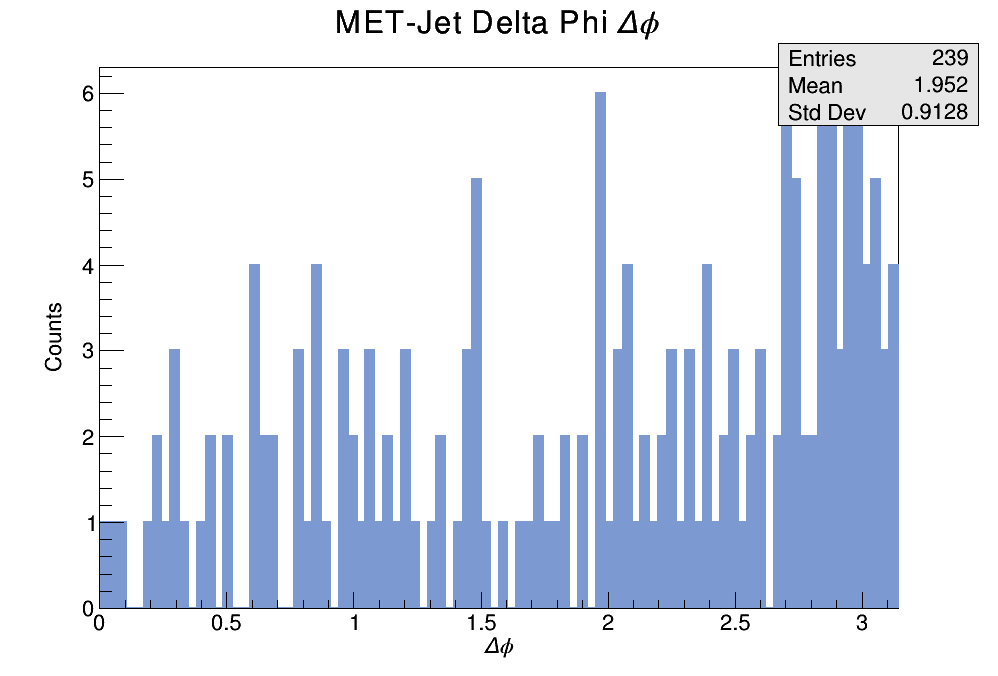 MET-Jet Delta Phi Δϕ
Entries 239
Mean 1.952
Std Dev 0.9128
6
5
4
3
2
1
0
Counts
0 0.5 1 1.5 2 2.5 3
Δϕ